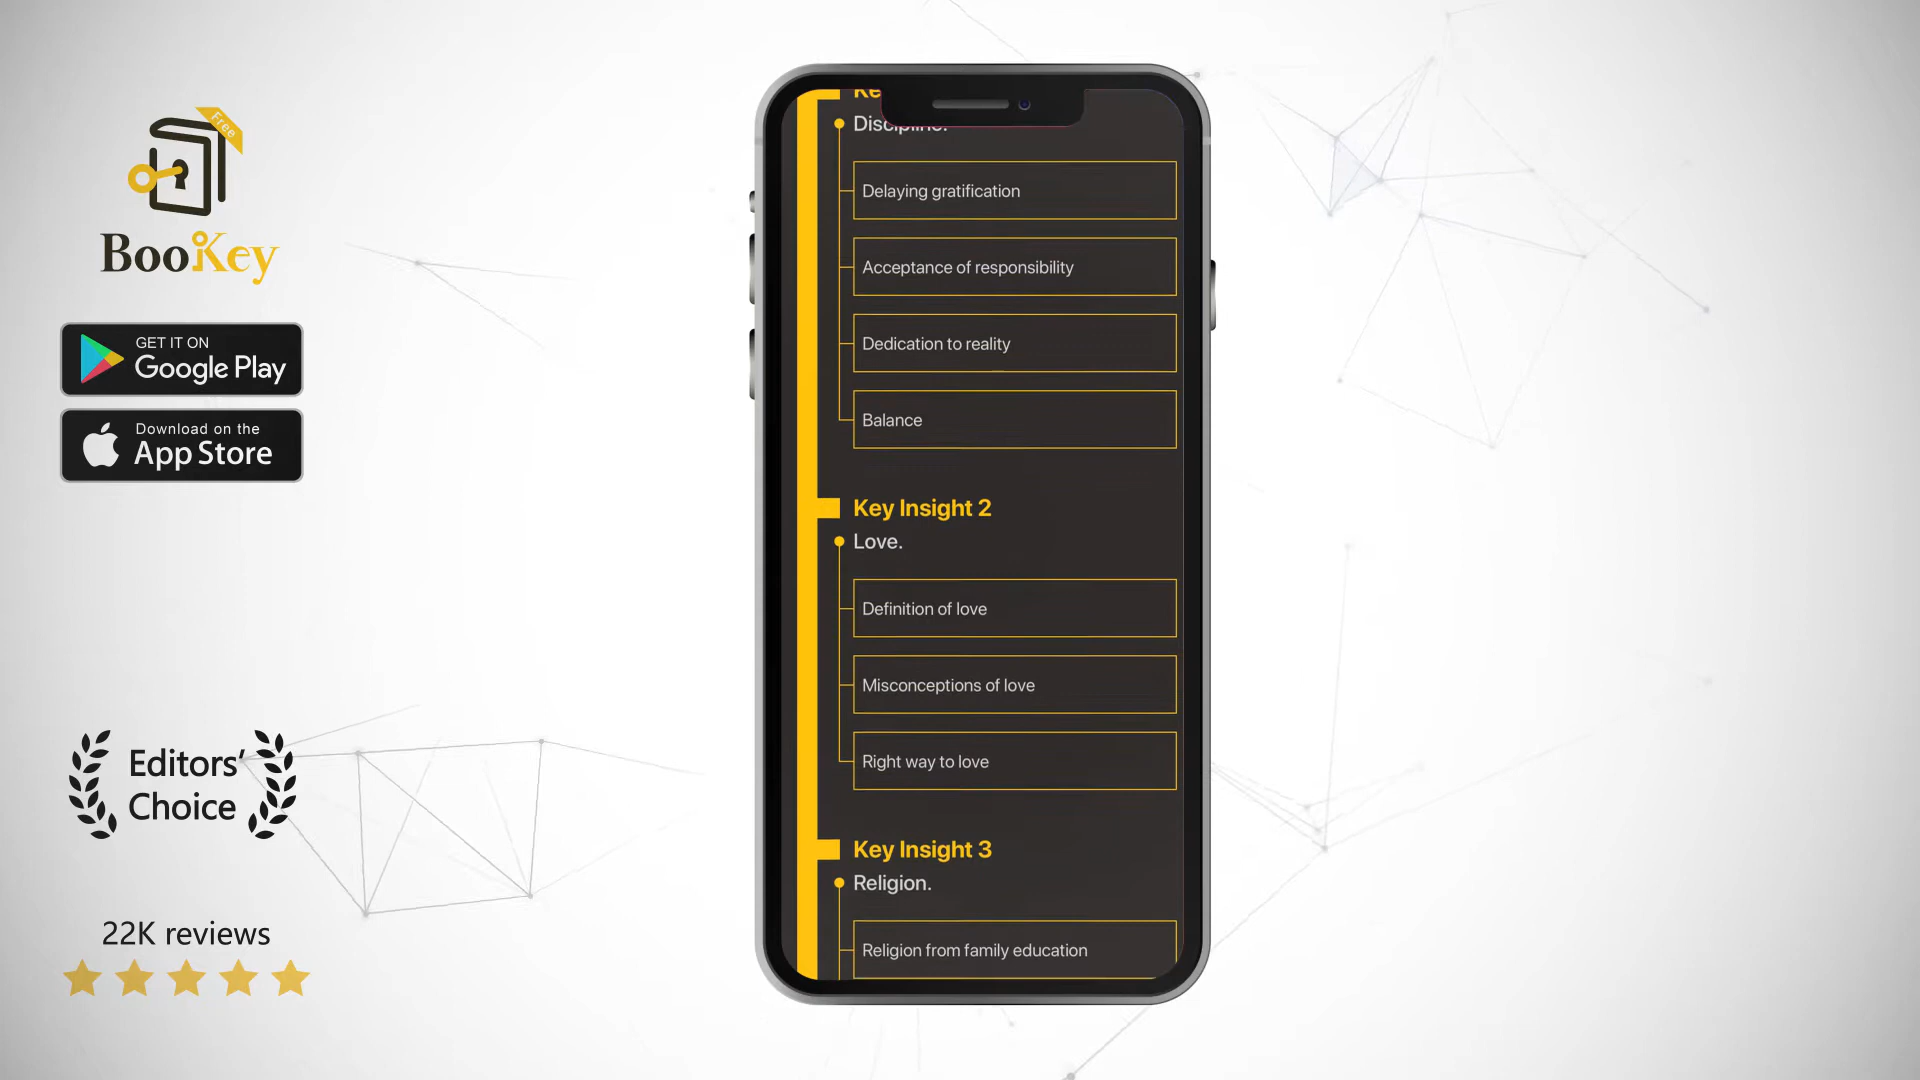 Free
BooKey
GET IT ON
Google Play
Download on the
App Store
Editors'
Choice
22K reviews
Discipline.
Delaying gratification
Acceptance of responsibility
Dedication to reality
Balance
Key Insight 2
Love.
Definition of love
Misconceptions of love
Right way to love
Key Insight 3
Religion.
Religion from family education